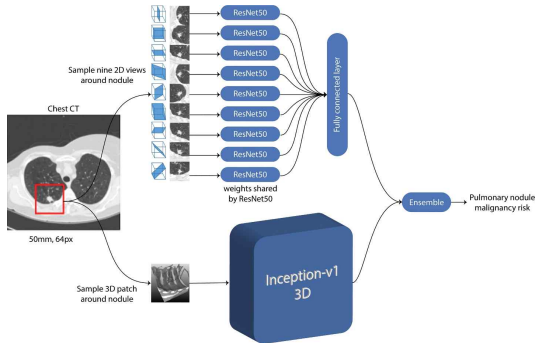 ResNet50
ResNet50
ResNet50
Sample nine 2D views
around nodule
ResNet50
ResNet50
ResNet50
ResNet50
ResNet50
ResNet50
weights shared
by ResNet50
Fully connected layer
Chest CT
50mm, 64px
Sample 3D patch
around nodule
Inception-v1
3D
Ensemble
Pulmonary nodule
malignancy risk